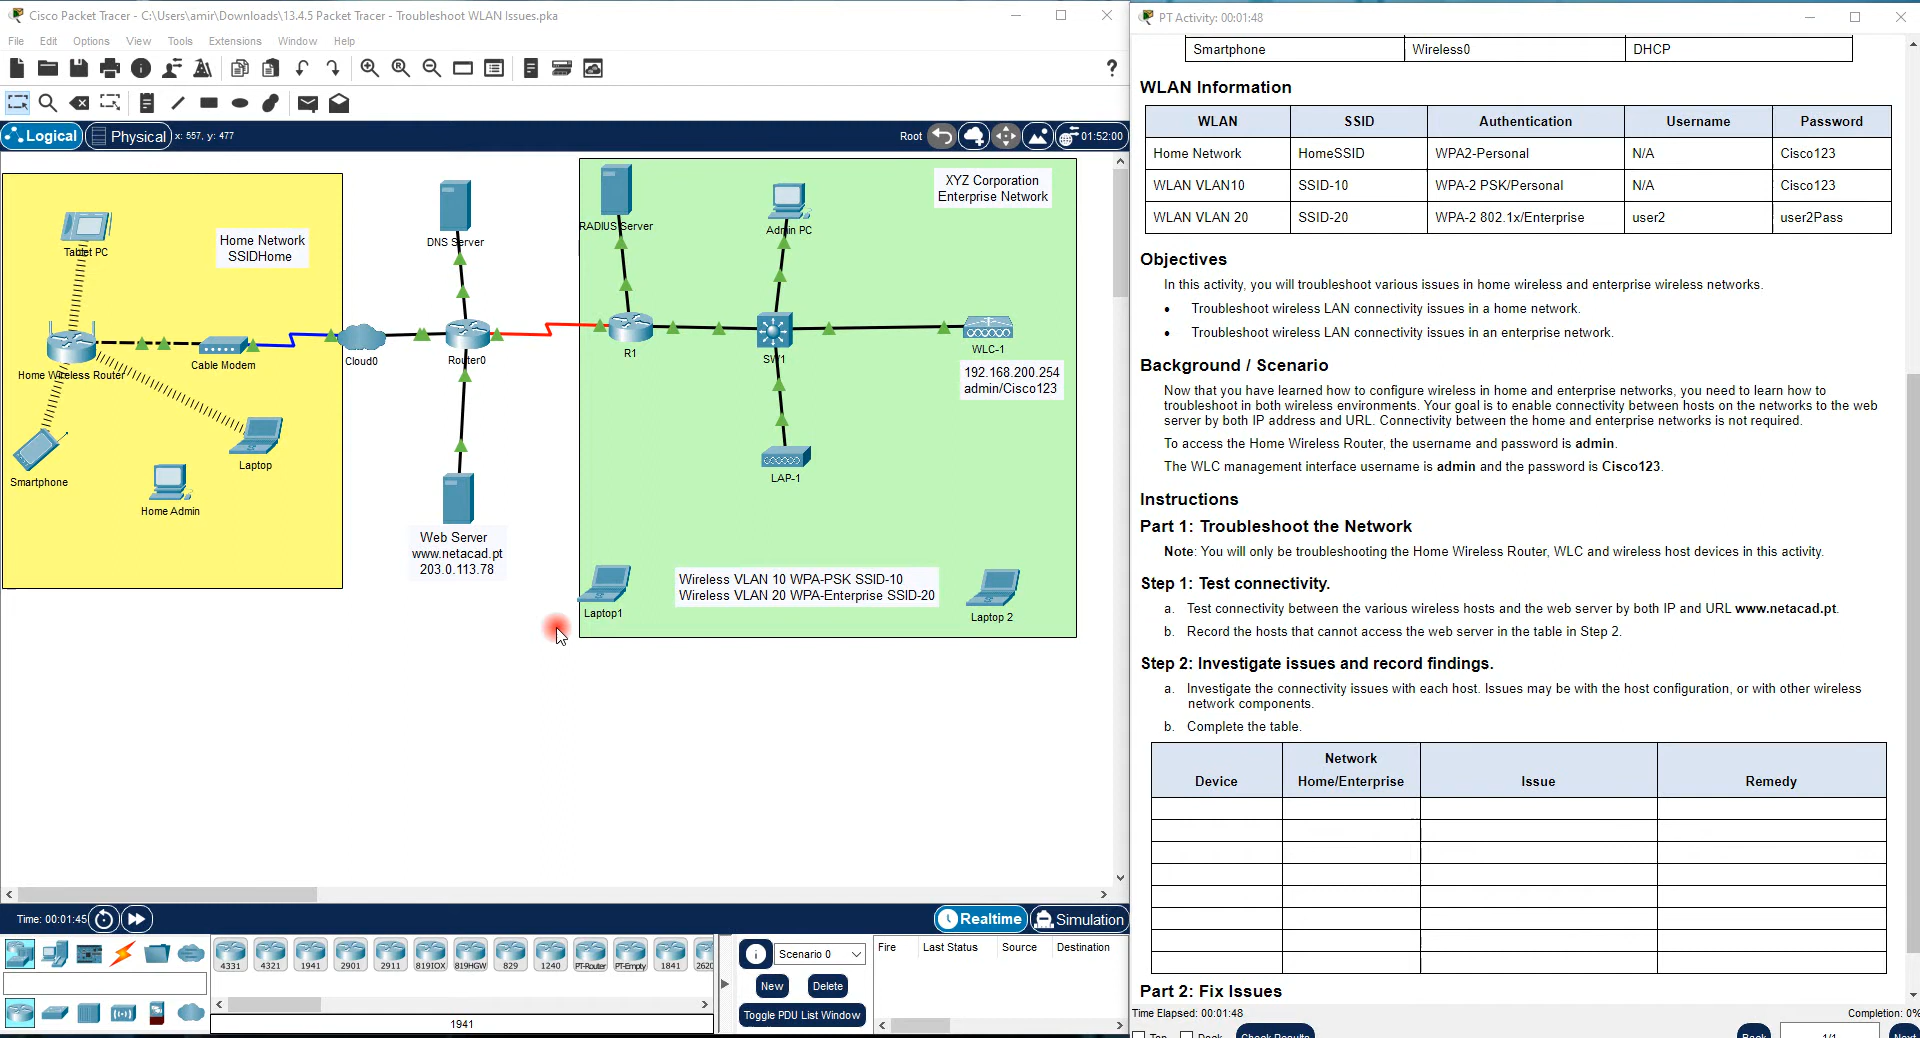 Cisco Packet Tracer - C:\Users\amir\Downloads\13.4.5 Packet Tracer - Troubleshoot WLAN Issues.pka
File Edit Options View Tools Extensions Window Help
?
Logical
Physical
x: 557, y: 477
Root
01:52:00
Home Network
SSIDHome
Tablet PC
Home Wireless Router
Cable Modem
Smartphone
Laptop
Home Admin
Cloud0
DNS Server
Router0
Web Server
www.netacad.pt
203.0.113.78
XYZ Corporation
Enterprise Network
RADIUS Server
Admin PC
R1
SW1
WLC-1
192.168.200.254
admin/Cisco123
LAP-1
Wireless VLAN 10 WPA-PSK SSID-10
Wireless VLAN 20 WPA-Enterprise SSID-20
Laptop1
Laptop 2
Time: 00:01:45
Realtime
Simulation
4331 4321 1941 2901 2911 819IOX 819HGW 829 1240 PT-Router PT-Empty 1841 2620
1941
Scenario 0
New
Delete
Toggle PDU List Window
Fire Last Status Source Destination
PT Activity: 00:01:48
Smartphone Wireless0 DHCP
WLAN Information
WLAN SSID Authentication Username Password
Home Network HomeSSID WPA2-Personal N/A Cisco123
WLAN VLAN10 SSID-10 WPA-2 PSK/Personal N/A Cisco123
WLAN VLAN 20 SSID-20 WPA-2 802.1x/Enterprise user2 user2Pass
Objectives
In this activity, you will troubleshoot various issues in home wireless and enterprise wireless networks.
• Troubleshoot wireless LAN connectivity issues in a home network.
• Troubleshoot wireless LAN connectivity issues in an enterprise network.
Background / Scenario
Now that you have learned how to configure wireless in home and enterprise networks, you need to learn how to
troubleshoot in both wireless environments. Your goal is to enable connectivity between hosts on the networks to the web
server by both IP address and URL. Connectivity between the home and enterprise networks is not required.
To access the Home Wireless Router, the username and password is admin.
The WLC management interface username is admin and the password is Cisco123.
Instructions
Part 1: Troubleshoot the Network
Note: You will only be troubleshooting the Home Wireless Router, WLC and wireless host devices in this activity.
Step 1: Test connectivity.
a. Test connectivity between the various wireless hosts and the web server by both IP and URL www.netacad.pt.
b. Record the hosts that cannot access the web server in the table in Step 2.
Step 2: Investigate issues and record findings.
a. Investigate the connectivity issues with each host. Issues may be with the host configuration, or with other wireless
network components.
b. Complete the table.
Device Network Home/Enterprise Issue Remedy
Part 2: Fix Issues
Time Elapsed: 00:01:48
Completion: 0%
Top
Dock
Check Results
Back
1/1
Next